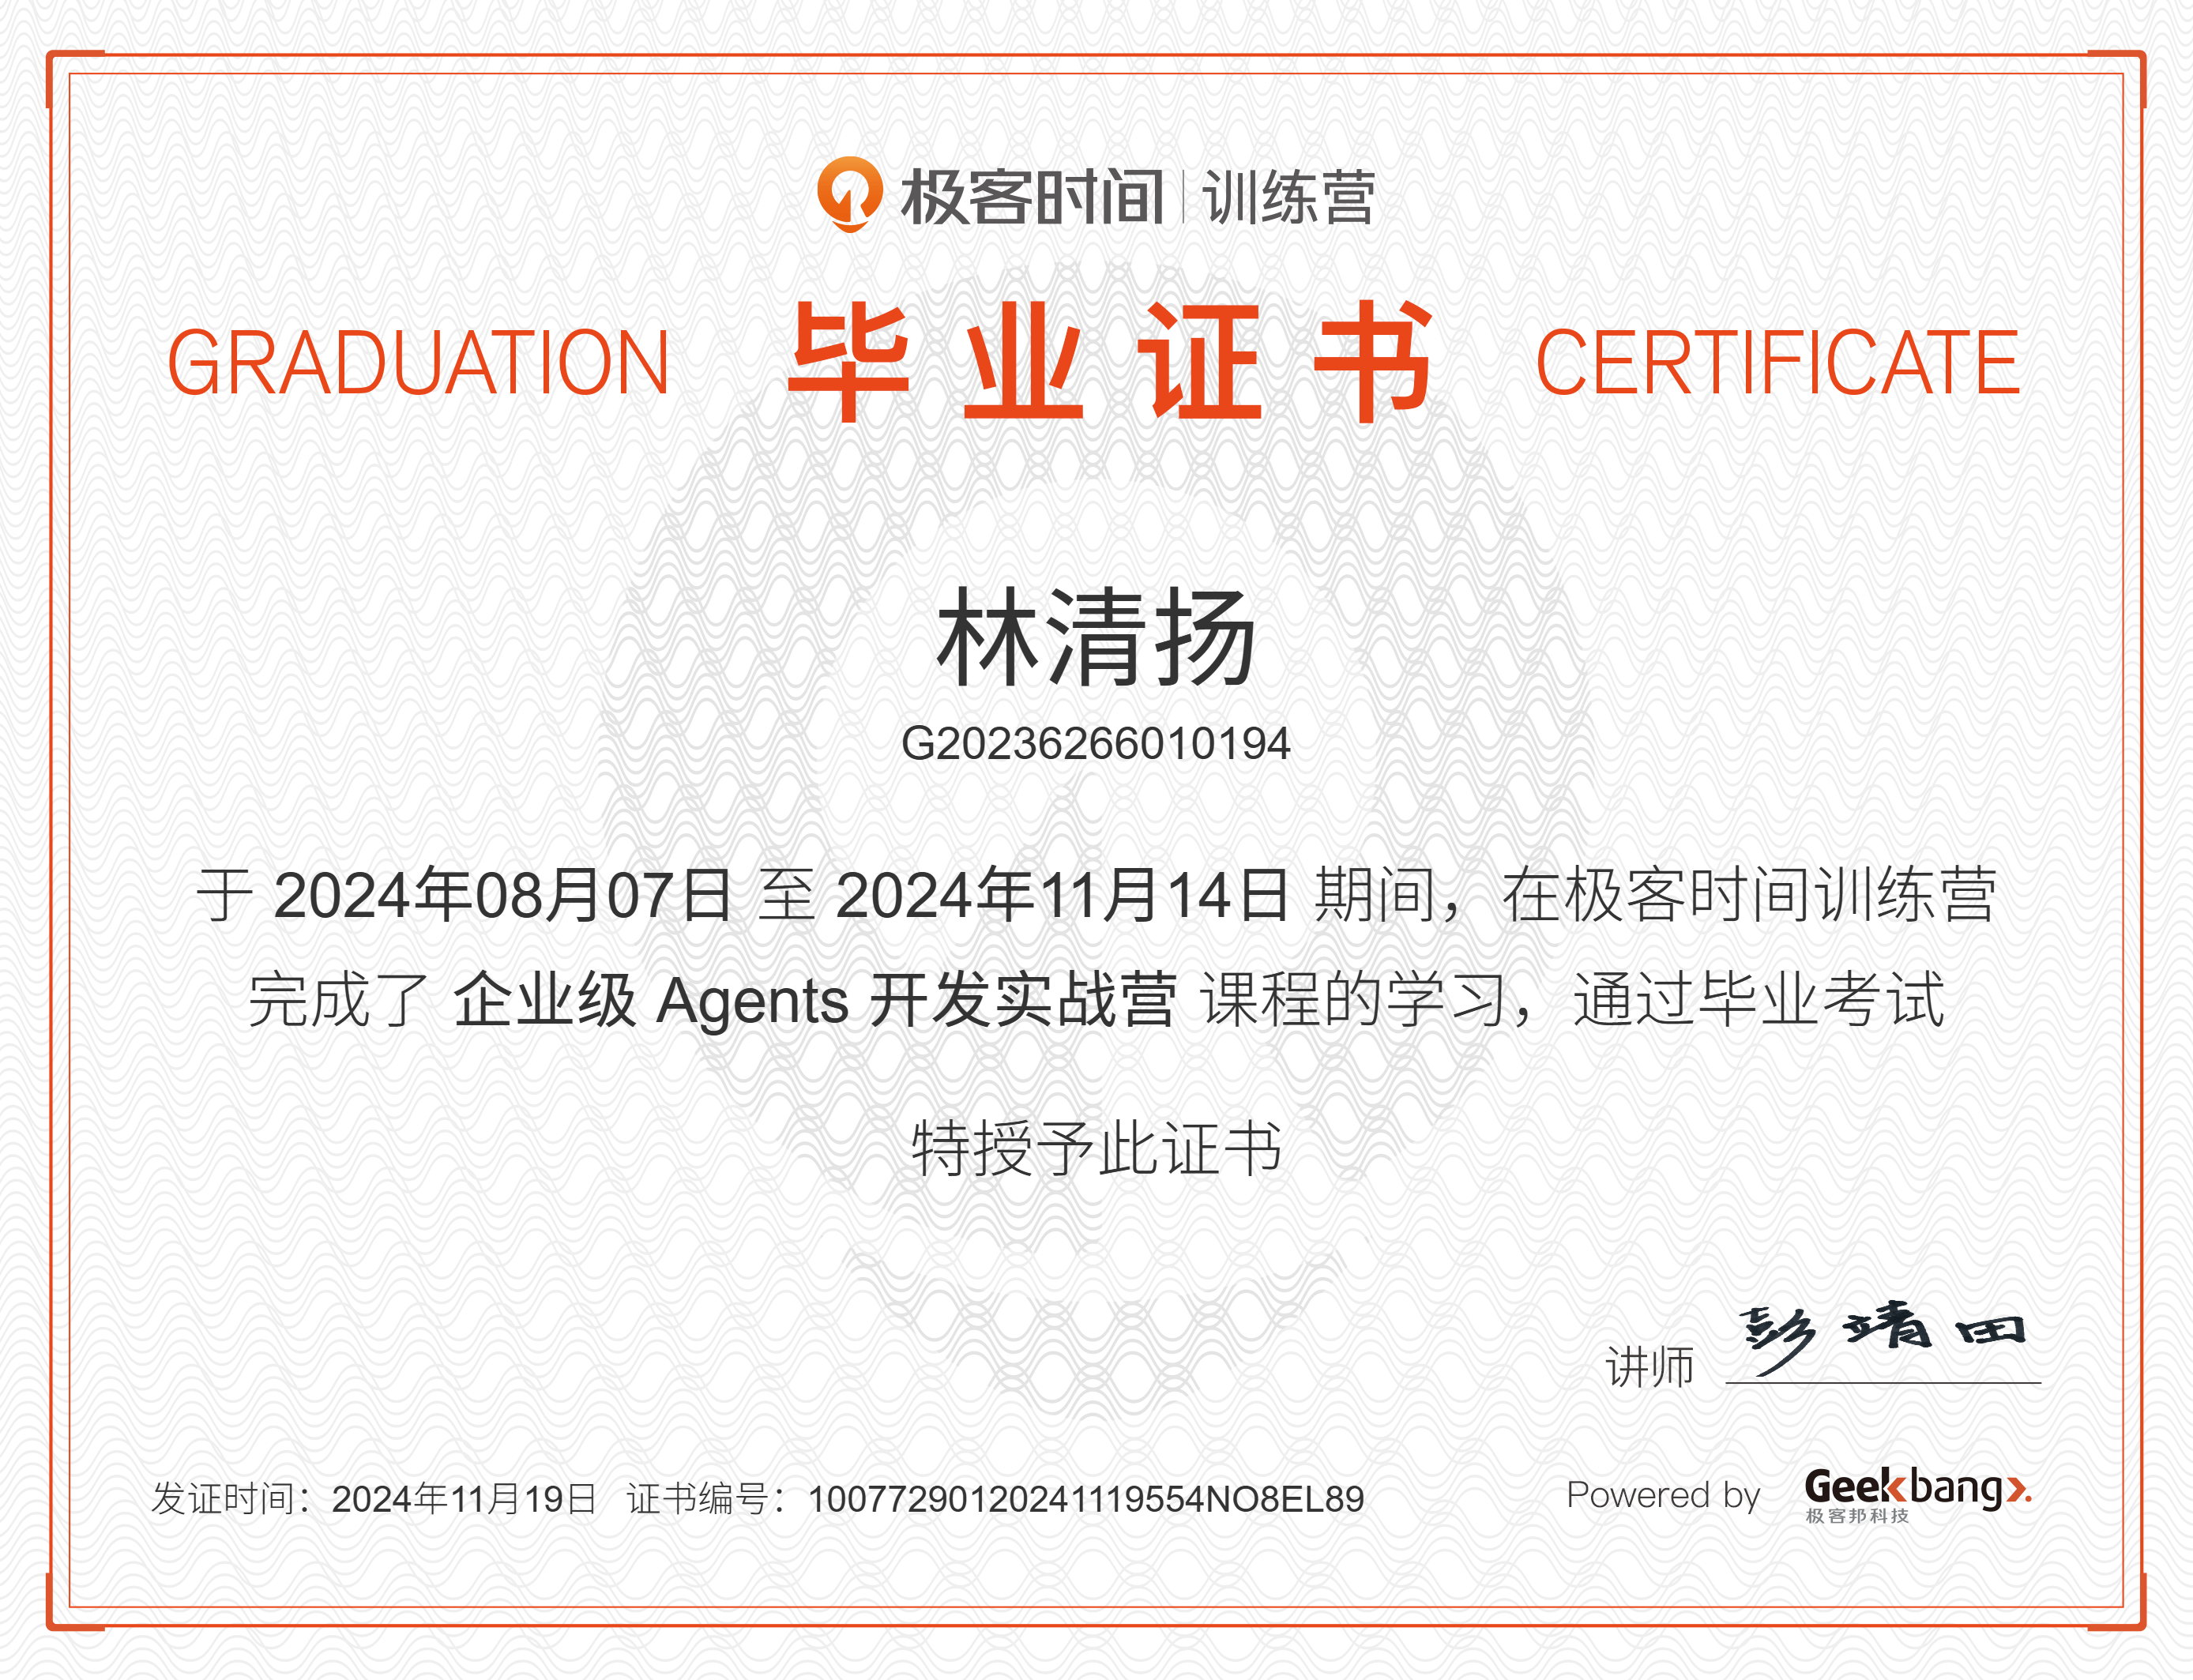 极客时间 | 训练营
GRADUATION 毕业证书 CERTIFICATE
林清扬
G20236266010194
于 2024年08月07日 至 2024年11月14日 期间，在极客时间训练营
完成了 企业级 Agents 开发实战营 课程的学习，通过毕业考试
特授予此证书
讲师 彭靖田
发证时间：2024年11月19日 证书编号：10077290120241119554NO8EL89
Powered by Geekbang
极客邦科技